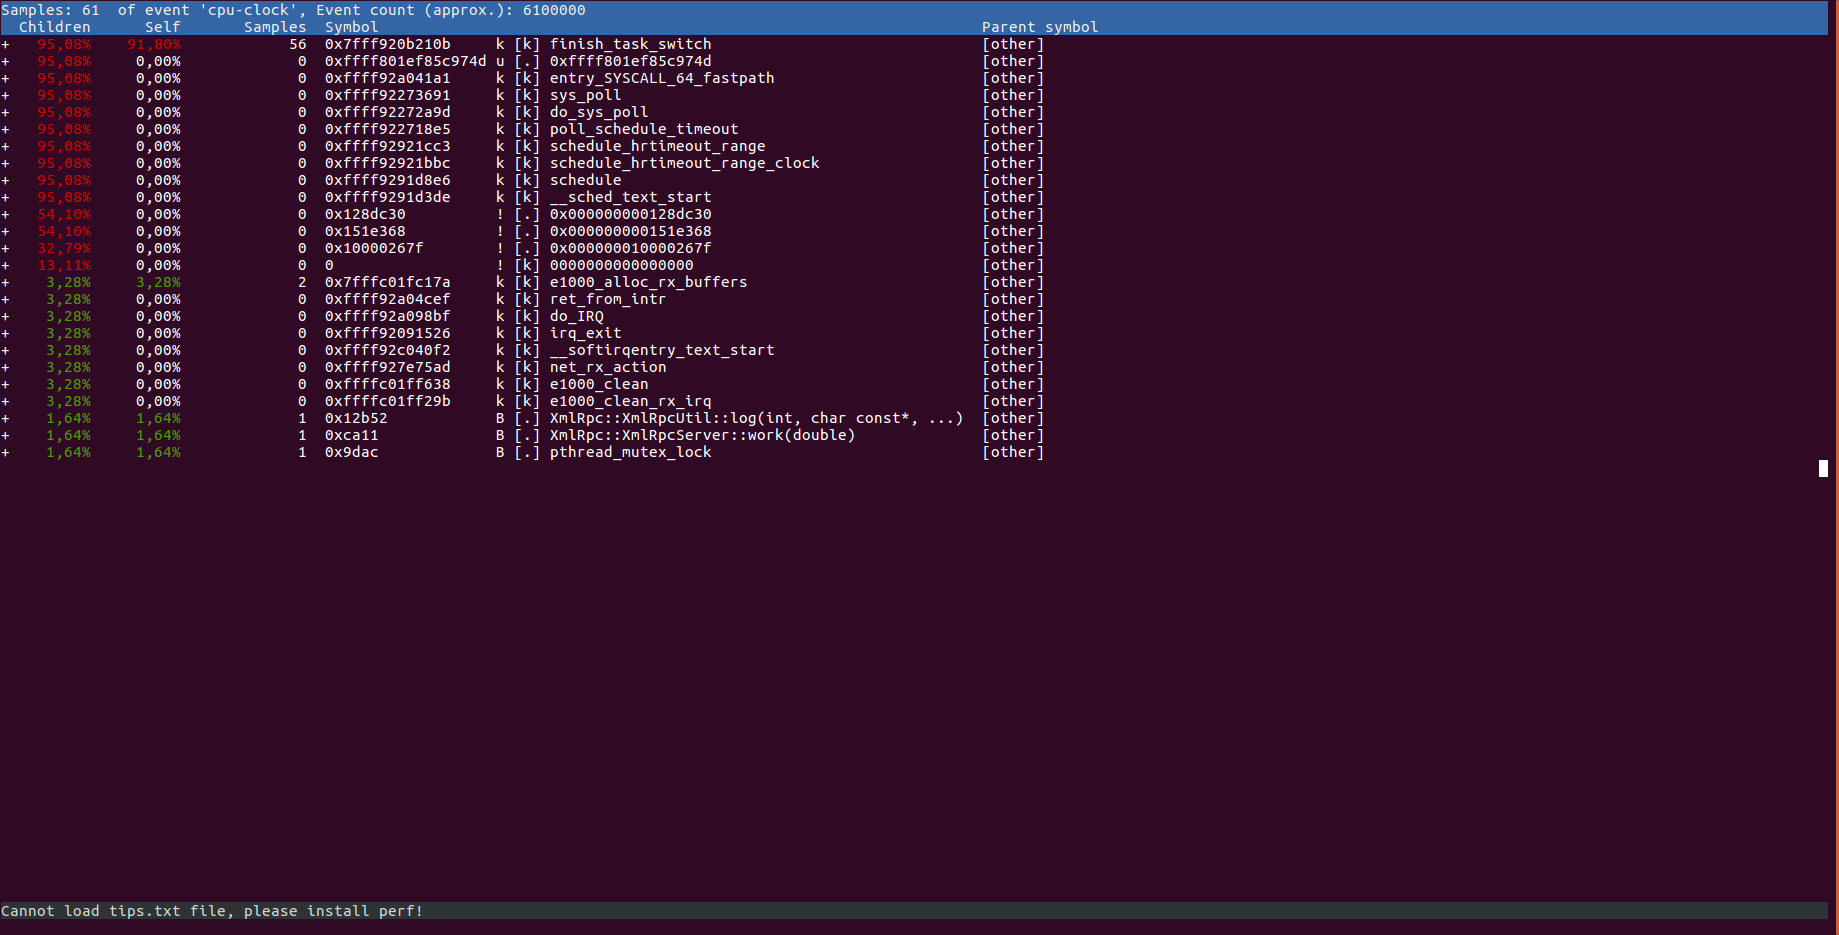 Samples: 61  of event 'cpu-clock', Event count (approx.): 6100000
  Children      Self       Samples  Symbol                                                                   Parent symbol
+   95,08%    91,80%            56  0x7fff920b210b     k [k] finish_task_switch                              [other]
+   95,08%     0,00%             0  0xffff801ef85c974d u [.] 0xffff801ef85c974d                              [other]
+   95,08%     0,00%             0  0xffff92a041a1     k [k] entry_SYSCALL_64_fastpath                       [other]
+   95,08%     0,00%             0  0xffff92273691     k [k] sys_poll                                        [other]
+   95,08%     0,00%             0  0xffff92272a9d     k [k] do_sys_poll                                     [other]
+   95,08%     0,00%             0  0xffff922718e5     k [k] poll_schedule_timeout                           [other]
+   95,08%     0,00%             0  0xffff92921cc3     k [k] schedule_hrtimeout_range                        [other]
+   95,08%     0,00%             0  0xffff92921bbc     k [k] schedule_hrtimeout_range_clock                  [other]
+   95,08%     0,00%             0  0xffff9291d8e6     k [k] schedule                                        [other]
+   95,08%     0,00%             0  0xffff9291d3de     k [k] __sched_text_start                              [other]
+   54,10%     0,00%             0  0x128dc30          ! [.] 0x000000000128dc30                              [other]
+   54,10%     0,00%             0  0x151e368          ! [.] 0x000000000151e368                              [other]
+   32,79%     0,00%             0  0x10000267f        ! [.] 0x000000010000267f                              [other]
+   13,11%     0,00%             0  0                  ! [k] 0000000000000000                                [other]
+    3,28%     3,28%             2  0x7fffc01fc17a     k [k] e1000_alloc_rx_buffers                          [other]
+    3,28%     0,00%             0  0xffff92a04cef     k [k] ret_from_intr                                   [other]
+    3,28%     0,00%             0  0xffff92a098bf     k [k] do_IRQ                                          [other]
+    3,28%     0,00%             0  0xffff92091526     k [k] irq_exit                                        [other]
+    3,28%     0,00%             0  0xffff92c040f2     k [k] __softirqentry_text_start                       [other]
+    3,28%     0,00%             0  0xffff927e75ad     k [k] net_rx_action                                   [other]
+    3,28%     0,00%             0  0xffffc01ff638     k [k] e1000_clean                                     [other]
+    3,28%     0,00%             0  0xffffc01ff29b     k [k] e1000_clean_rx_irq                              [other]
+    1,64%     1,64%             1  0x12b52            B [.] XmlRpc::XmlRpcUtil::log(int, char const*, ...)  [other]
+    1,64%     1,64%             1  0xca11             B [.] XmlRpc::XmlRpcServer::work(double)              [other]
+    1,64%     1,64%             1  0x9dac             B [.] pthread_mutex_lock                              [other]
Cannot load tips.txt file, please install perf!